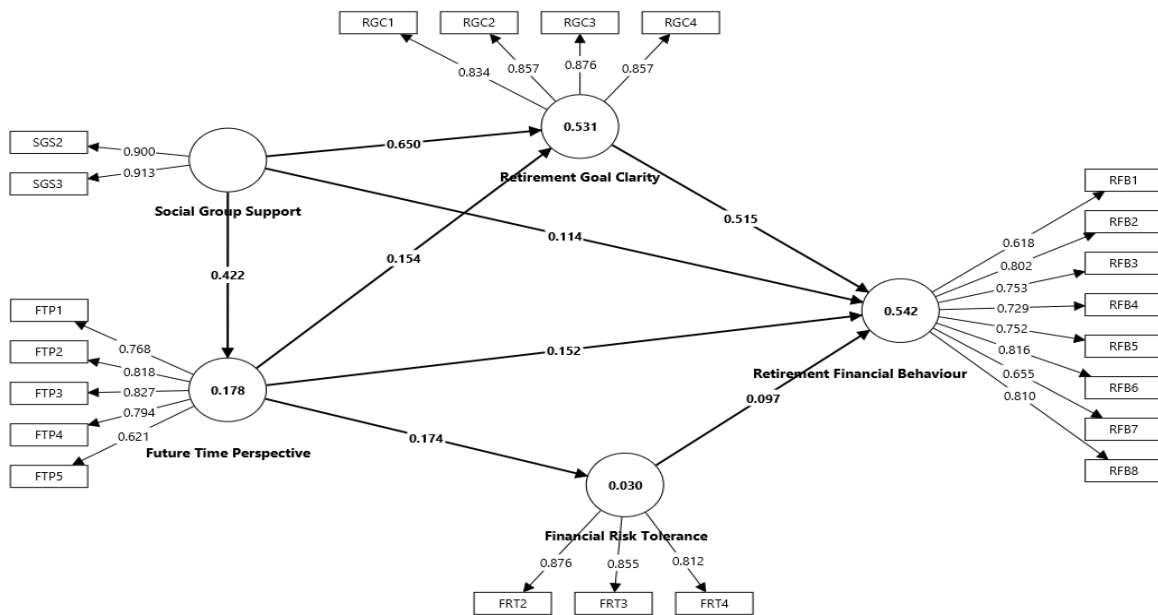 RGC1
RGC2
RGC3
RGC4
0.834
0.857
0.876
0.857
0.531
Retirement Goal Clarity
SGS2
SGS3
0.900
0.913
Social Group Support
0.650
0.114
0.422
0.154
0.515
RFB1
RFB2
RFB3
RFB4
RFB5
RFB6
RFB7
RFB8
0.618
0.802
0.753
0.729
0.752
0.816
0.655
0.810
0.542
Retirement Financial Behaviour
FTP1
FTP2
FTP3
FTP4
FTP5
0.768
0.818
0.827
0.794
0.621
0.178
Future Time Perspective
0.152
0.174
0.097
0.030
Financial Risk Tolerance
0.876
0.855
0.812
FRT2
FRT3
FRT4